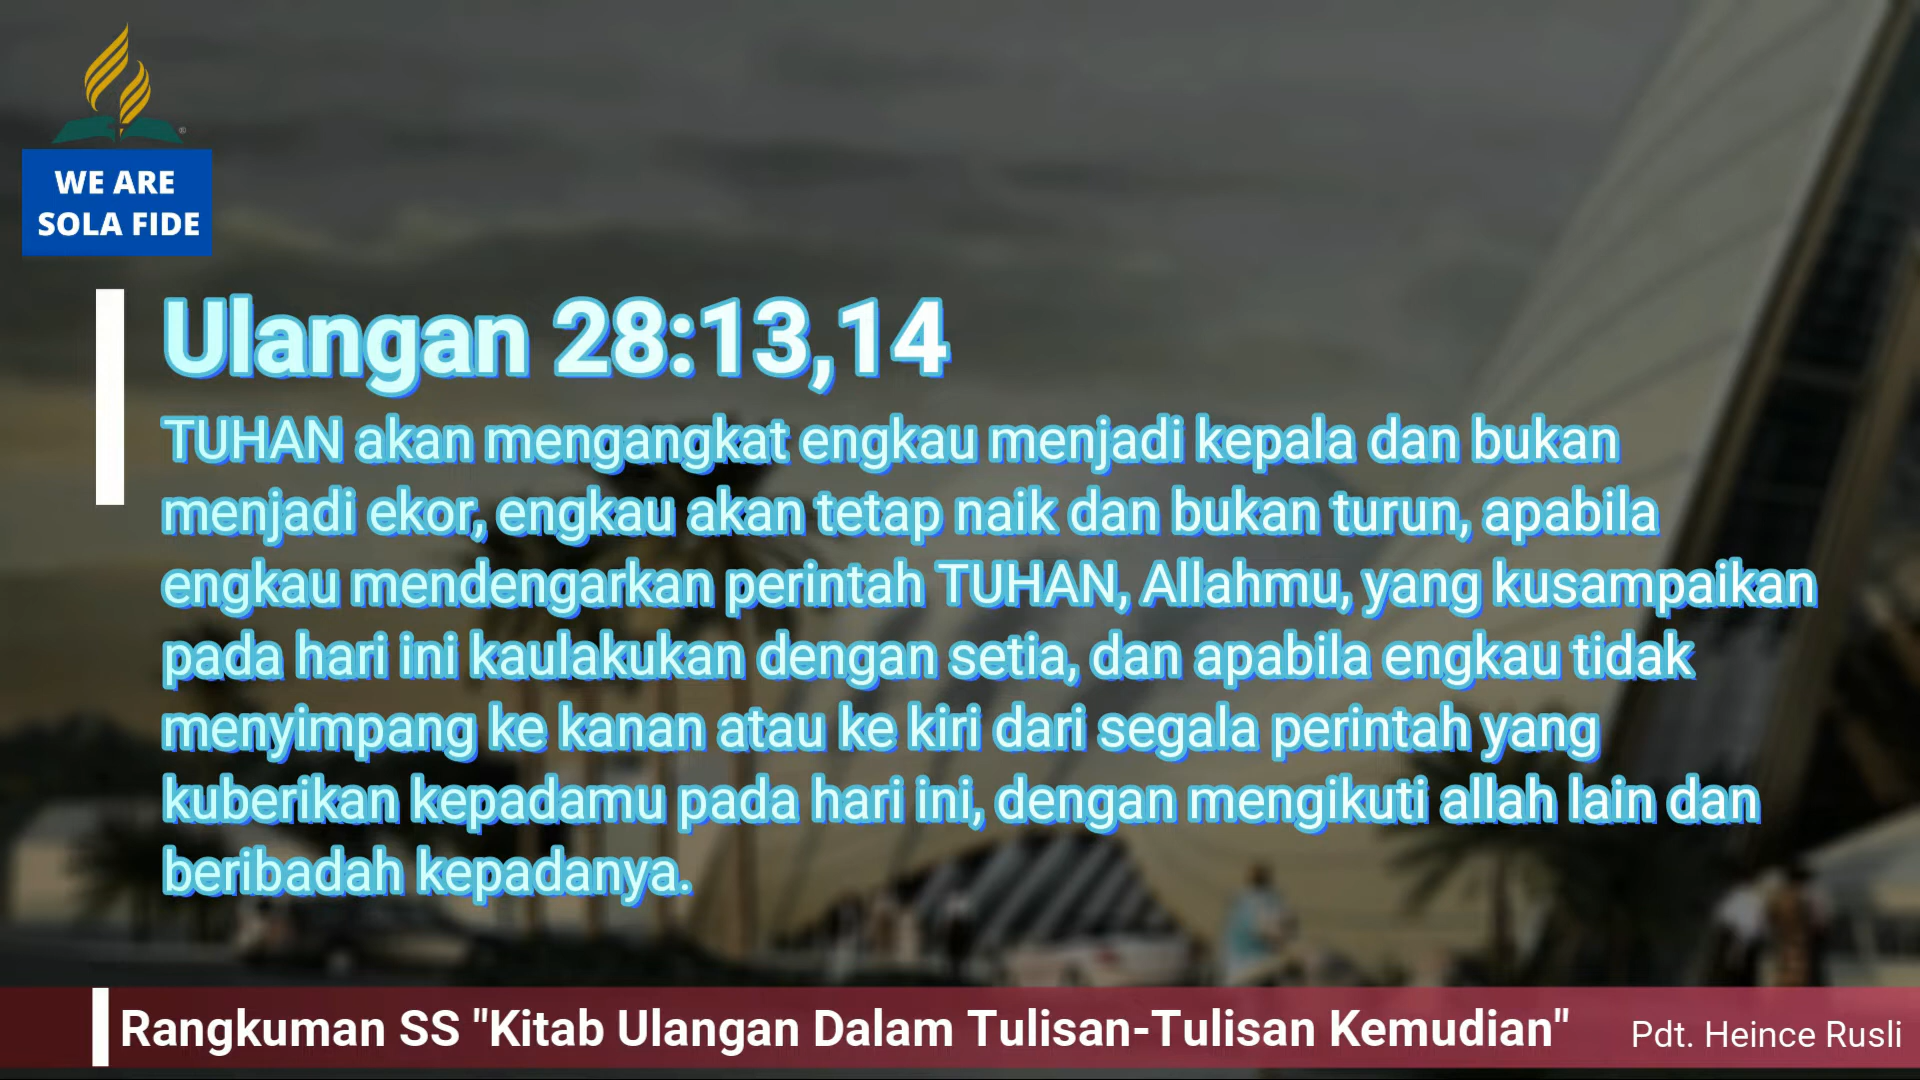 WE ARE
SOLA FIDE
Ulangan 28:13,14
TUHAN akan mengangkat engkau menjadi kepala dan bukan
menjadi ekor, engkau akan tetap naik dan bukan turun, apabila
engkau mendengarkan perintah TUHAN, Allahmu, yang kusampaikan
pada hari ini kaulakukan dengan setia, dan apabila engkau tidak
menyimpang ke kanan atau ke kiri dari segala perintah yang
kuberikan kepadamu pada hari ini, dengan mengikuti allah lain dan
beribadah kepadanya.
Rangkuman SS "Kitab Ulangan Dalam Tulisan-Tulisan Kemudian"
Pdt. Heince Rusli